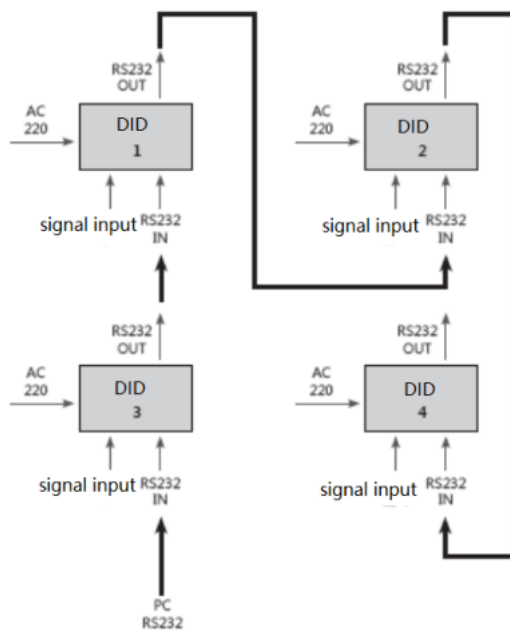 RS232
OUT
AC
220
DID
1
signal input
RS232
IN
RS232
OUT
AC
220
DID
2
signal input
RS232
IN
RS232
OUT
AC
220
DID
3
signal input
RS232
IN
RS232
OUT
AC
220
DID
4
signal input
RS232
IN
PC
RS232